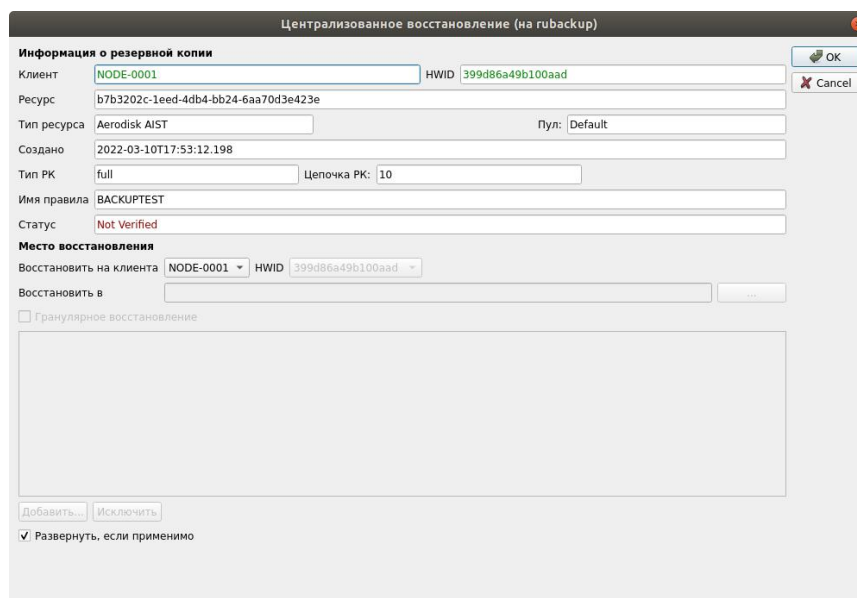 Централизованное восстановление (на rubackup)
Информация о резервной копии
OK
Клиент NODE-0001 HWID 399d86a49b100aad
Cancel
Ресурс b7b3202c-1eed-4db4-bb24-6aa70d3e423e
Тип ресурса Aerodisk AIST Пул: Default
Создано 2022-03-10T17:53:12.198
Тип РК full Цепочка РК: 10
Имя правила BACKUPTEST
Статус Not Verified
Место восстановления
Восстановить на клиента NODE-0001 HWID 399d86a49b100aad
Восстановить в ...
Гранулярное восстановление
Добавить... Исключить
Развернуть, если применимо